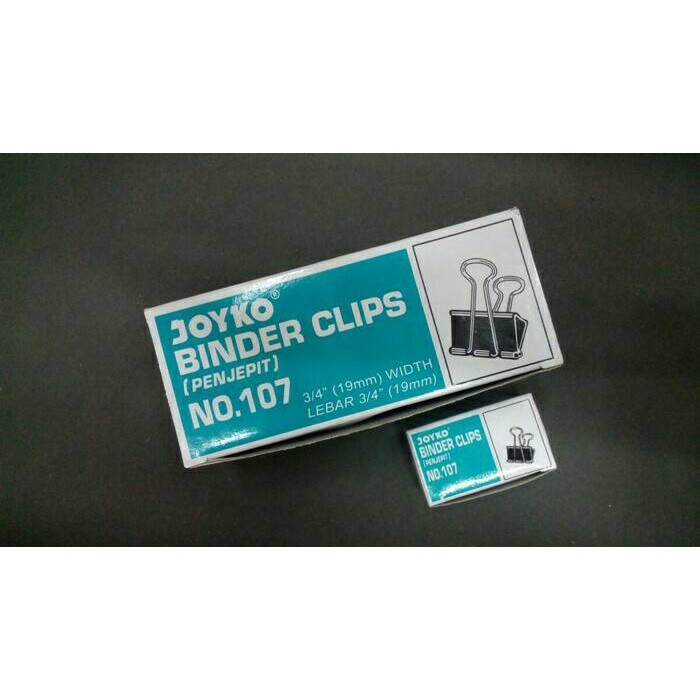 JOYKO®
BINDER CLIPS
(PENJEPIT)
NO.107
3/4" (19mm) WIDTH
LEBAR 3/4" (19mm)
JOYKO®
BINDER CLIPS
(PENJEPIT)
NO.107